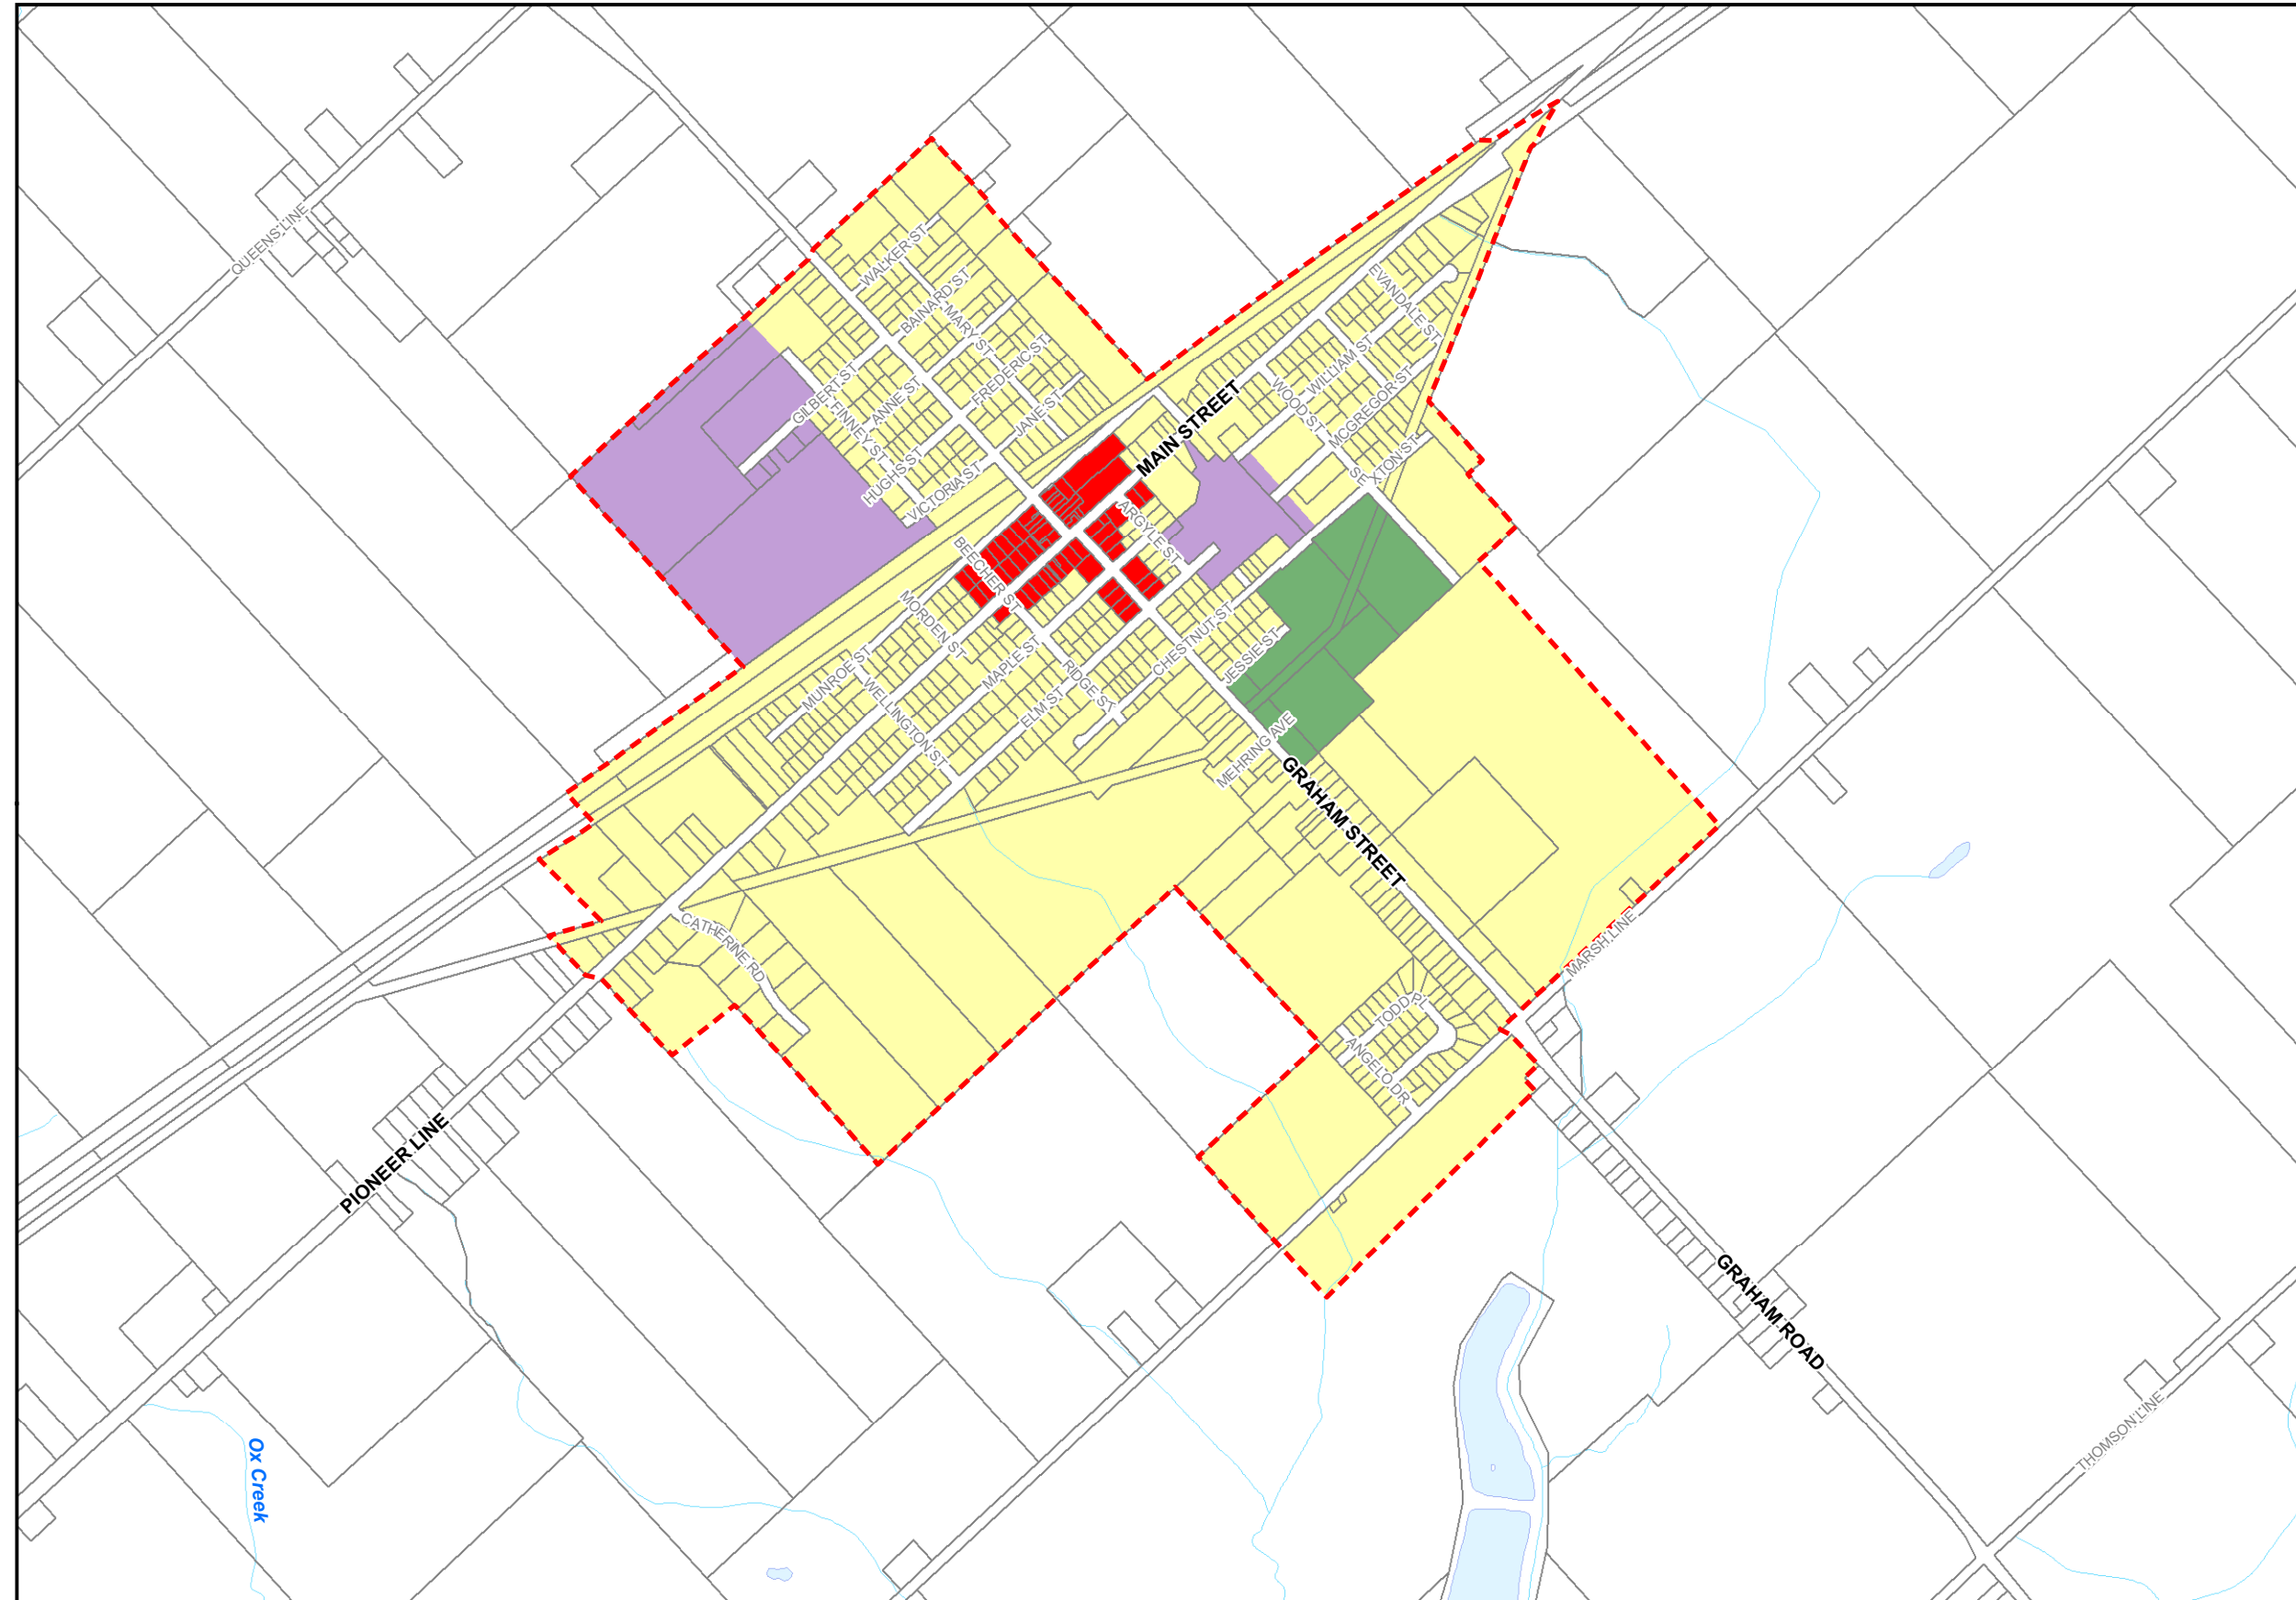 QUEENS LINE
WALKER ST
BAINARD ST
MARY ST
FREDERIC ST
EVANDALE ST
WILLIAM ST
MCGREGOR ST
WOOD ST
MAIN STREET
GILBERT ST
FINNEY ST
ANNE ST
JANE ST
HUGHS ST
VICTORIA ST
SEXTON ST
ARGYLE ST
BEECHER ST
MORDEN ST
MUNROE ST
WELLINGTON ST
MAPLE ST
ELM ST
RIDGE ST
CHESTNUT ST
JESSIE ST
MEHRING AVE
GRAHAM STREET
CATHERINE RD
MARSH LINE
TODD PL
ANGELO DR
PIONEER LINE
GRAHAM ROAD
THOMSON LINE
Ox Creek